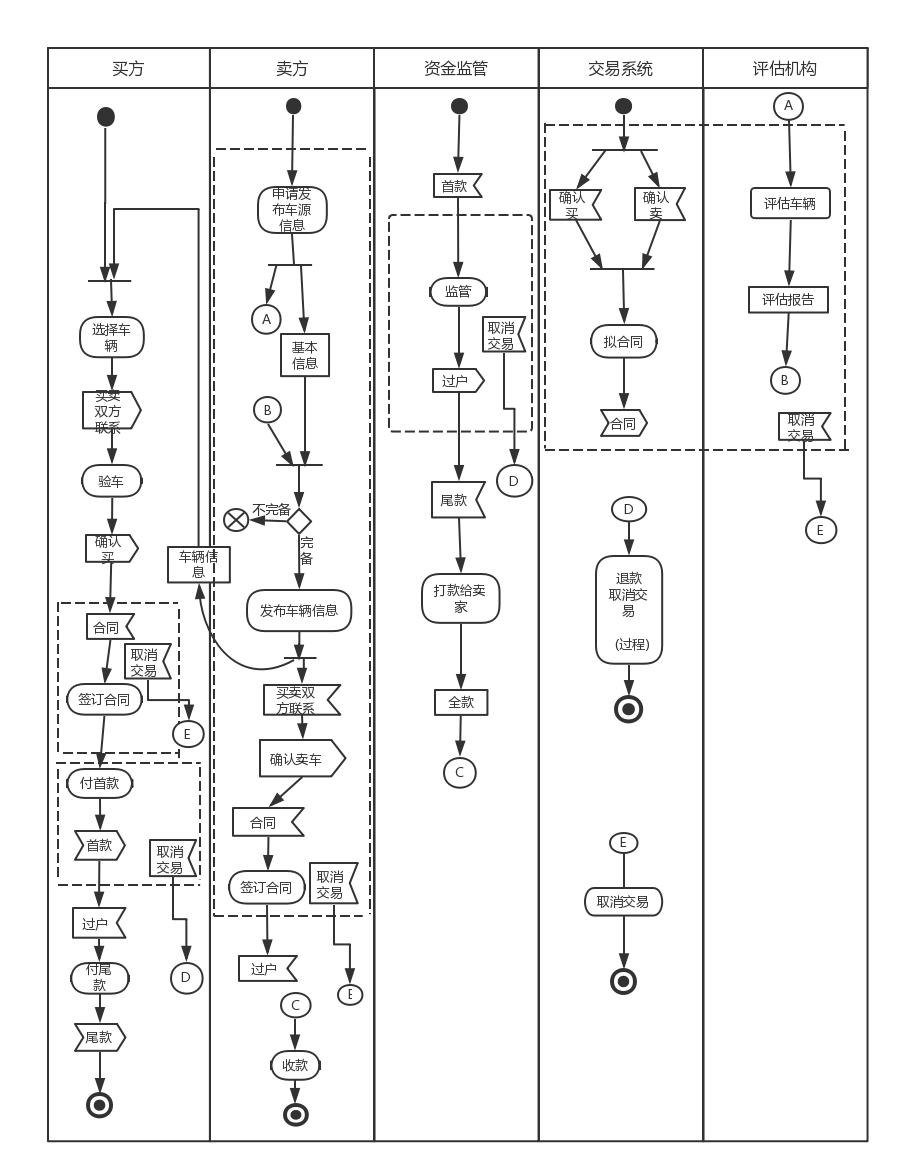 买方
卖方
资金监管
交易系统
评估机构
选择车
辆
买卖
双方
联系
验车
确认
买
合同
取消
交易
签订合同
E
付首款
首款
取消
交易
过户
付尾
款
D
尾款
申请发
布车源
信息
A
基本
信息
B
不完备
完
备
车辆信
息
发布车辆信息
买卖双
方联系
确认卖车
合同
签订合同
取消
交易
过户
E
C
收款
首款
监管
取消
交易
过户
尾款
D
打款给卖
家
全款
C
确认
买
确认
卖
拟合同
合同
D
退款
取消交
易
(过程)
E
取消交易
A
评估车辆
评估报告
B
取消
交易
E